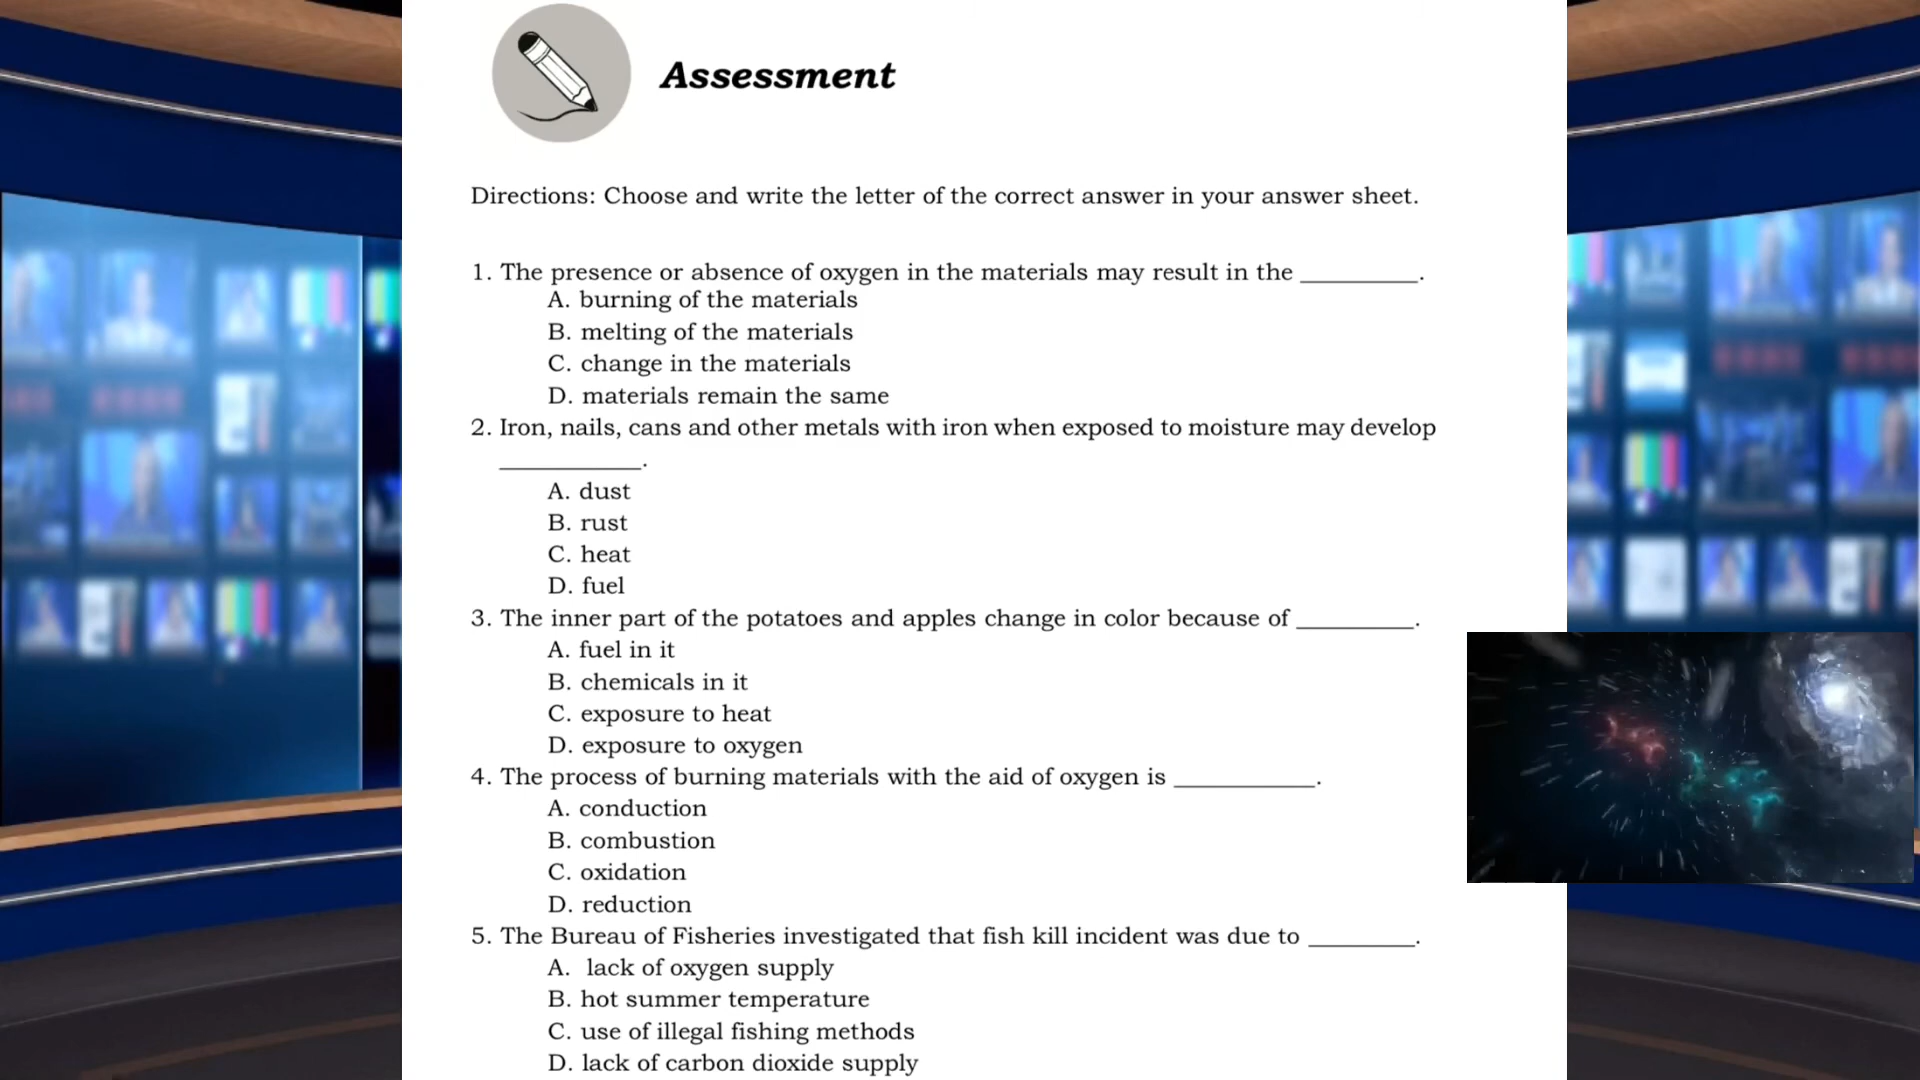 Assessment
Directions: Choose and write the letter of the correct answer in your answer sheet.
1. The presence or absence of oxygen in the materials may result in the __________.
A. burning of the materials
B. melting of the materials
C. change in the materials
D. materials remain the same
2. Iron, nails, cans and other metals with iron when exposed to moisture may develop
____________.
A. dust
B. rust
C. heat
D. fuel
3. The inner part of the potatoes and apples change in color because of __________.
A. fuel in it
B. chemicals in it
C. exposure to heat
D. exposure to oxygen
4. The process of burning materials with the aid of oxygen is ____________.
A. conduction
B. combustion
C. oxidation
D. reduction
5. The Bureau of Fisheries investigated that fish kill incident was due to _________.
A. lack of oxygen supply
B. hot summer temperature
C. use of illegal fishing methods
D. lack of carbon dioxide supply